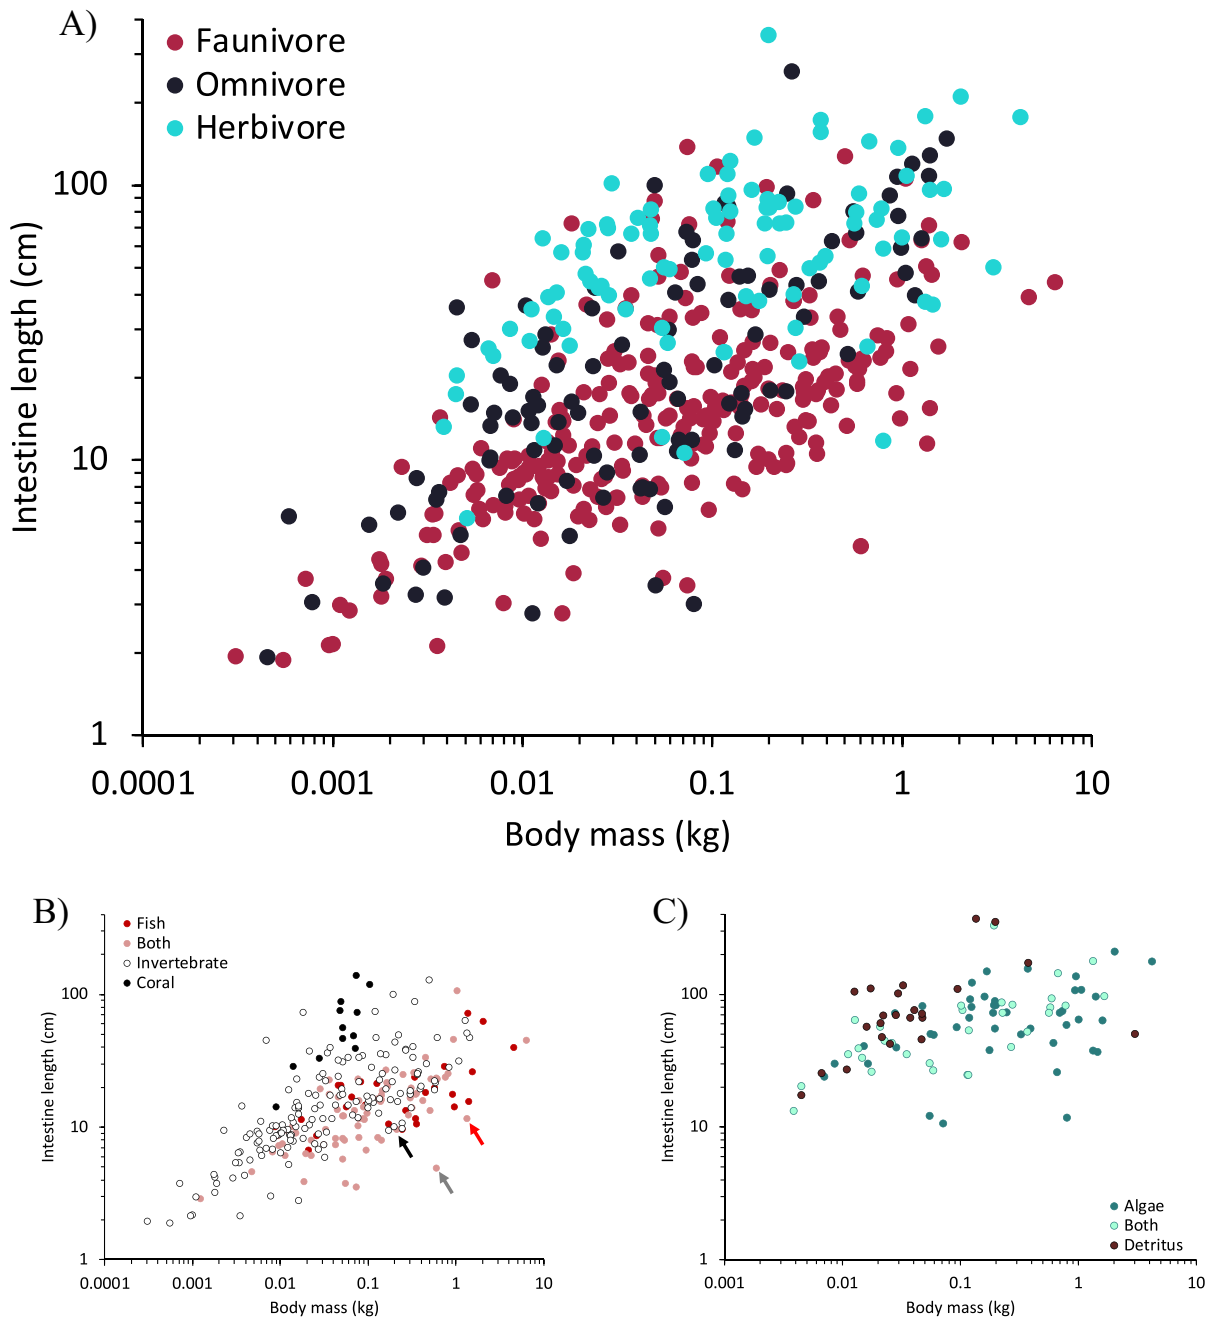 A)
Faunivore
Omnivore
Herbivore
100
10
1
Intestine length (cm)
0.0001 0.001 0.01 0.1 1 10
Body mass (kg)
B)
Fish
Both
Invertebrate
Coral
100
10
1
Intestine length (cm)
0.0001 0.001 0.01 0.1 1 10
Body mass (kg)
C)
100
10
1
Intestine length (cm)
Algae
Both
Detritus
0.001 0.01 0.1 1 10
Body mass (kg)